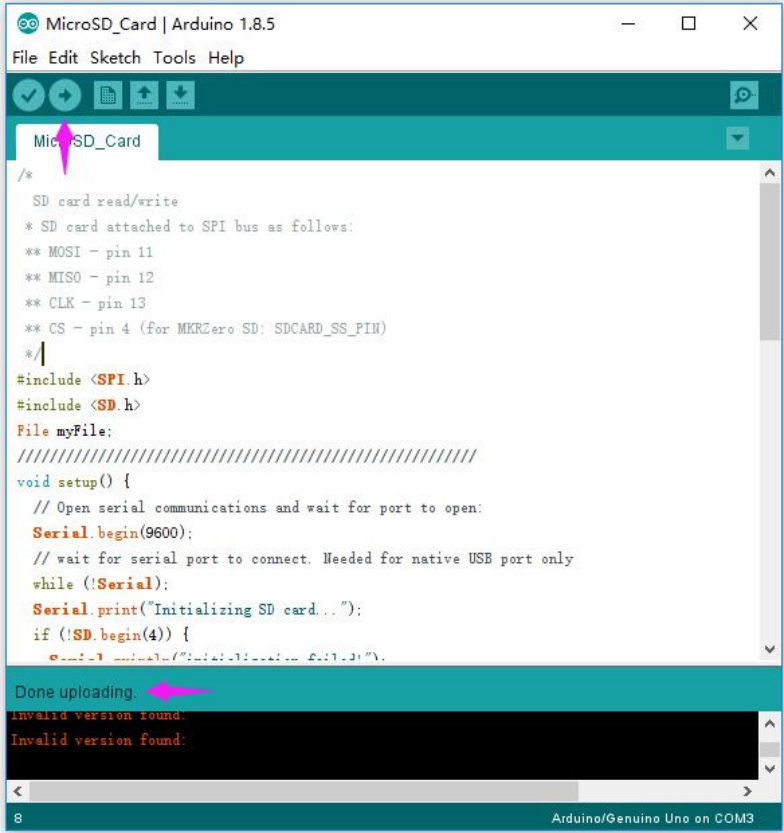 MicroSD_Card | Arduino 1.8.5
File Edit Sketch Tools Help
MicroSD_Card
/*
SD card read/write
* SD card attached to SPI bus as follows:
** MOSI - pin 11
** MISO - pin 12
** CLK - pin 13
** CS - pin 4 (for MKRZero SD: SDCARD_SS_PIN)
*/
#include <SPI.h>
#include <SD.h>
File myFile;
////////////////////////////////////////////////////////
void setup() {
// Open serial communications and wait for port to open:
Serial.begin(9600);
// wait for serial port to connect. Needed for native USB port only
while (!Serial);
Serial.print("Initializing SD card...");
if (!SD.begin(4)) {
Serial.println("initialization failed!");
Done uploading.
Invalid version found:
Invalid version found:
8
Arduino/Genuino Uno on COM3